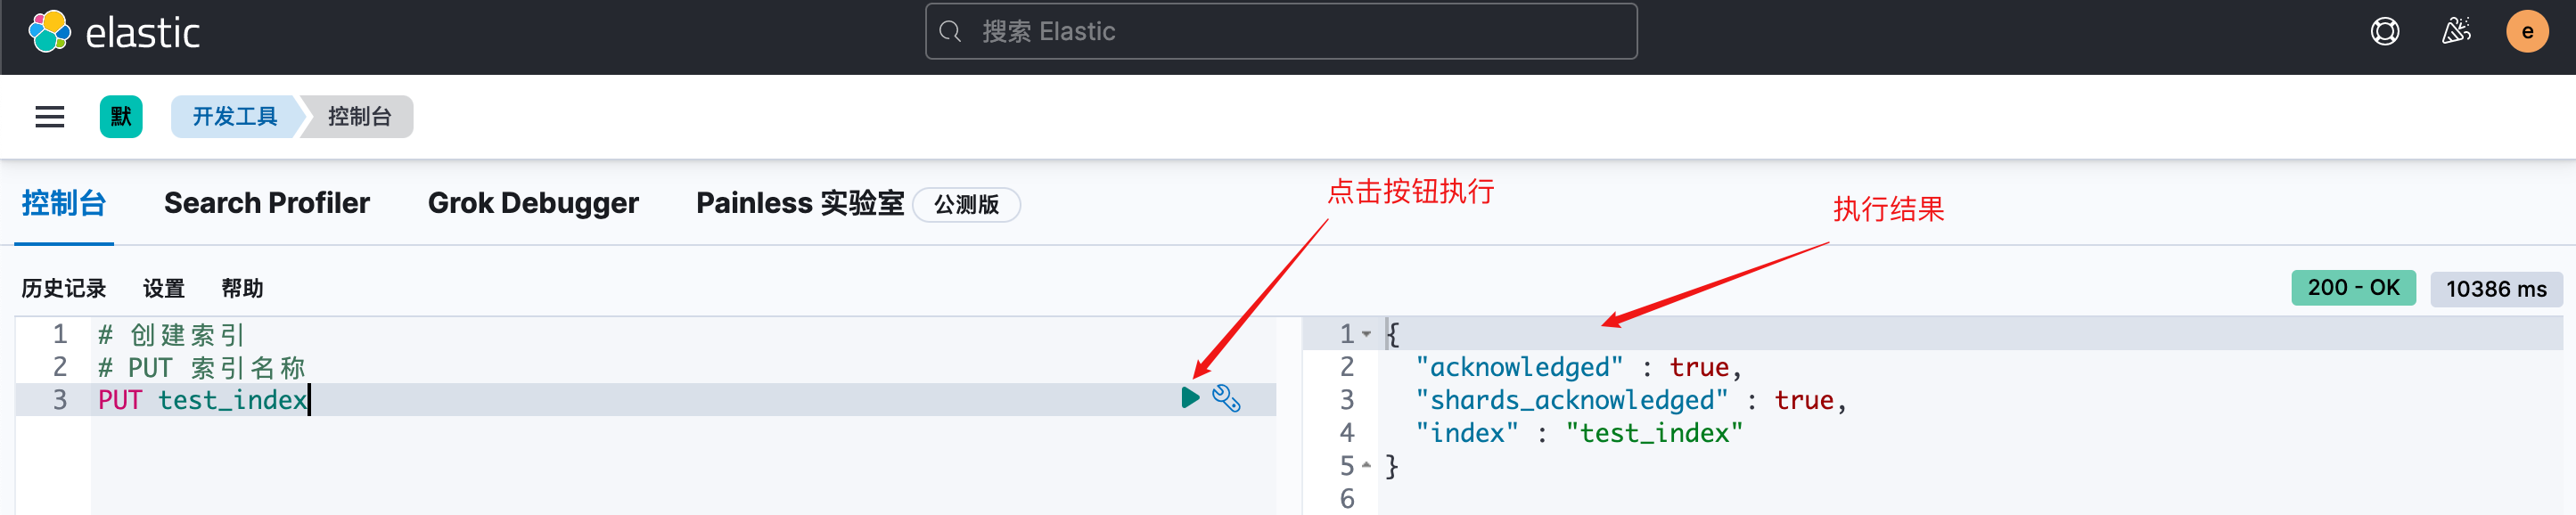 elastic
搜索 Elastic
e
默
开发工具
控制台
控制台
Search Profiler
Grok Debugger
Painless 实验室
公测版
点击按钮执行
执行结果
历史记录
设置
帮助
200 - OK
10386 ms
1 # 创建索引
2 # PUT 索引名称
3 PUT test_index
1 {
2 "acknowledged" : true,
3 "shards_acknowledged" : true,
4 "index" : "test_index"
5 }
6